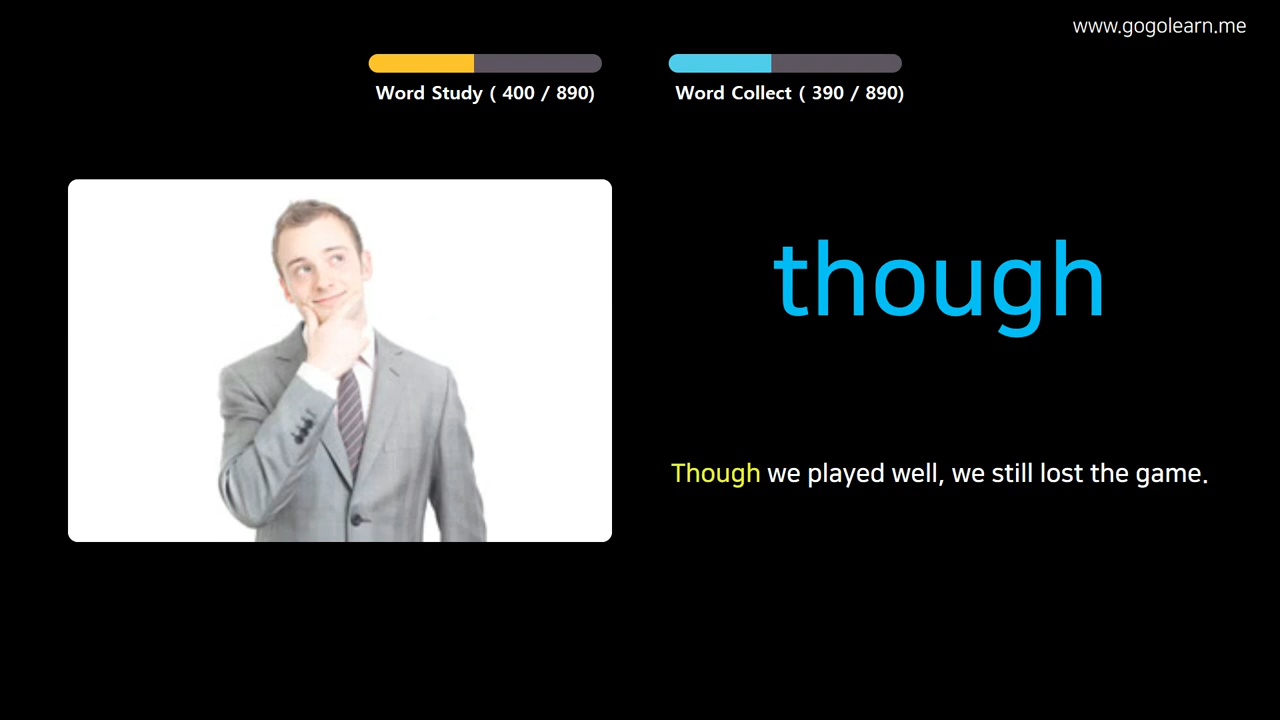 www.gogolearn.me
Word Study ( 400 / 890)
Word Collect ( 390 / 890)
though
Though we played well, we still lost the game.